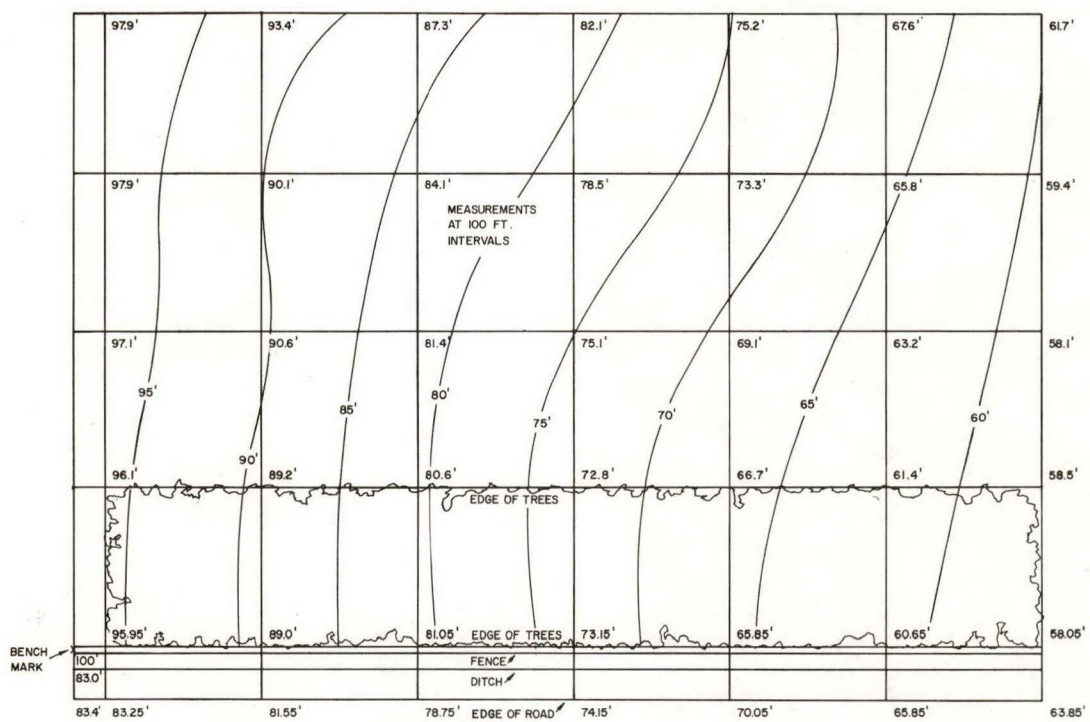 97.9' 93.4' 87.3' 82.1' 75.2' 67.6' 61.7'
97.9' 90.1' 84.1' 78.5' 73.3' 65.8' 59.4'
MEASUREMENTS
AT 100 FT.
INTERVALS
97.1' 90.6' 81.4' 75.1' 69.1' 63.2' 58.1'
95' 90' 85' 80' 75' 70' 65' 60'
96.1' 89.2' 80.6' 72.8' 66.7' 61.4' 58.5'
EDGE OF TREES
95.95' 89.0' 81.05' EDGE OF TREES 73.15' 65.85' 60.65' 58.05'
BENCH
MARK
100' FENCE
83.0' DITCH
83.4' 83.25' 81.55' 78.75' EDGE OF ROAD 74.15' 70.05' 65.85' 63.85'